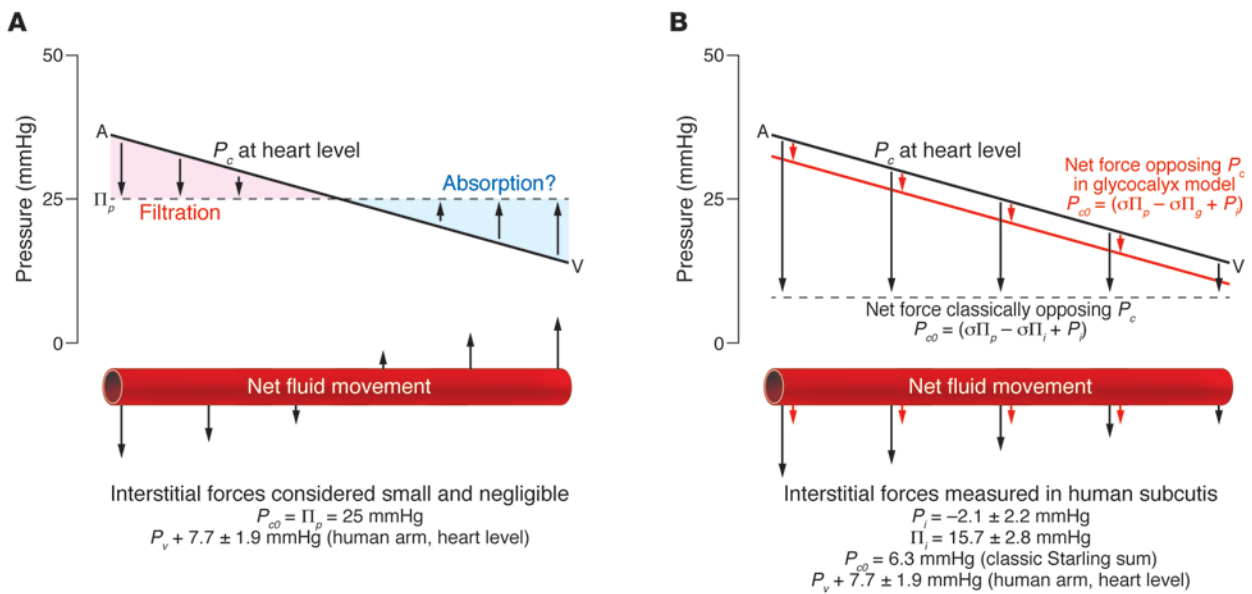 A
50
Pressure (mmHg)
A
P_c at heart level
Π_p
25
Filtration
Absorption?
V
0
Net fluid movement
Interstitial forces considered small and negligible
P_c0 = Π_p = 25 mmHg
P_v + 7.7 ± 1.9 mmHg (human arm, heart level)
B
50
Pressure (mmHg)
A
P_c at heart level
Net force opposing P_c
in glycocalyx model
P_c0 = (σΠ_p − σΠ_g + P_i)
25
V
Net force classically opposing P_c
P_c0 = (σΠ_p − σΠ_i + P_i)
0
Net fluid movement
Interstitial forces measured in human subcutis
P_i = −2.1 ± 2.2 mmHg
Π_i = 15.7 ± 2.8 mmHg
P_c0 = 6.3 mmHg (classic Starling sum)
P_v + 7.7 ± 1.9 mmHg (human arm, heart level)